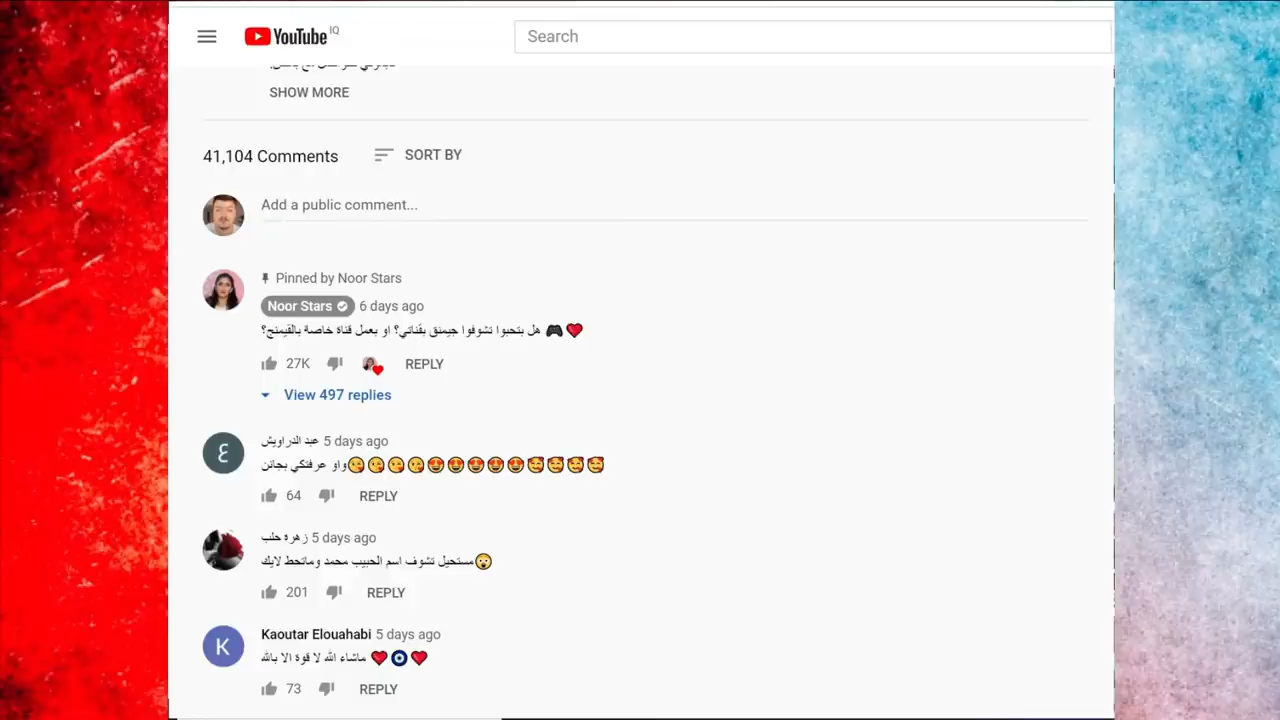 YouTube IQ
Search
SHOW MORE
41,104 Comments
SORT BY
Add a public comment...
Pinned by Noor Stars
Noor Stars 6 days ago
هل بتحبوا تشوفوا جيمنق بقناتي؟ او بعمل قناة خاصة بالقيمنج؟ 🎮❤️
27K REPLY
View 497 replies
ع
عبد الدراويش 5 days ago
واو عرفتكي بجانن😘😘😘😘😍😍😍😍😍🥰🥰🥰🥰
64 REPLY
زهره حلب 5 days ago
مستحيل تشوف اسم الحبيب محمد وماتحط لايك😲
201 REPLY
K
Kaoutar Elouahabi 5 days ago
ماشاء الله لا قوة الا بالله ❤️🧿❤️
73 REPLY